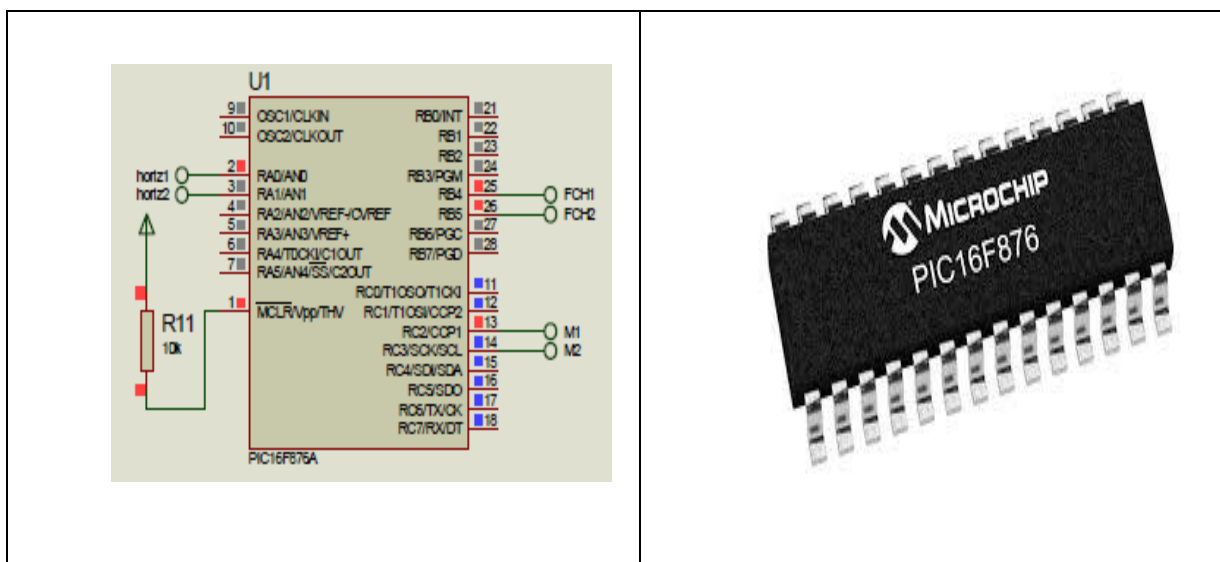 U1
9 OSC1/CLKIN RB0/INT 21
10 OSC2/CLKOUT RB1 22
RB2 23
horiz1 2 RA0/AN0 RB3/PGM 24
horiz2 3 RA1/AN1 RB4 25 FCH1
4 RA2/AN2/VREF-/CVREF RB5 26 FCH2
5 RA3/AN3/VREF+ RB6/PGC 27
6 RA4/T0CKI/C1OUT RB7/PGD 28
7 RA5/AN4/SS/C2OUT
RC0/T1OSO/T1CKI 11
1 MCLR/Vpp/THV RC1/T1OSI/CCP2 12
R11 RC2/CCP1 13 M1
10k RC3/SCK/SCL 14 M2
RC4/SDI/SDA 15
RC5/SDO 16
RC6/TX/CK 17
RC7/RX/DT 18
PIC16F876A
MICROCHIP
PIC16F876